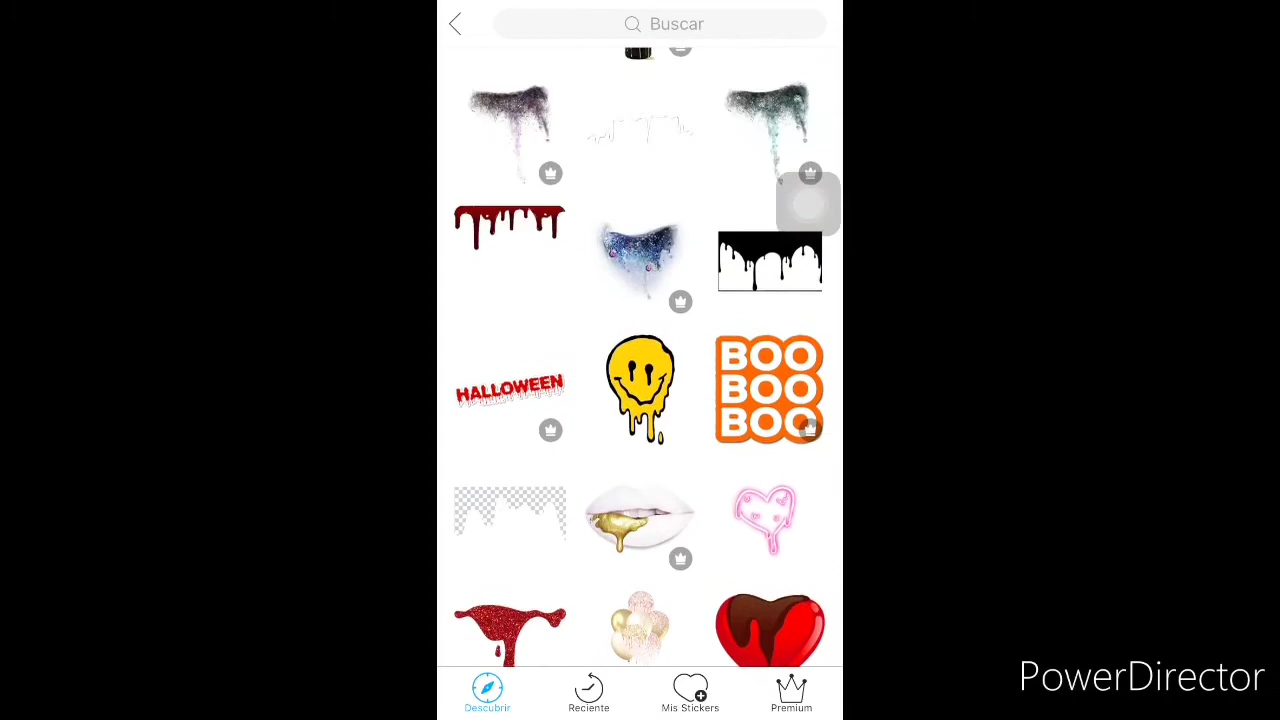 Buscar
HALLOWEEN
BOO
BOO
BOO
Descubrir
Reciente
Mis Stickers
Premium
PowerDirector